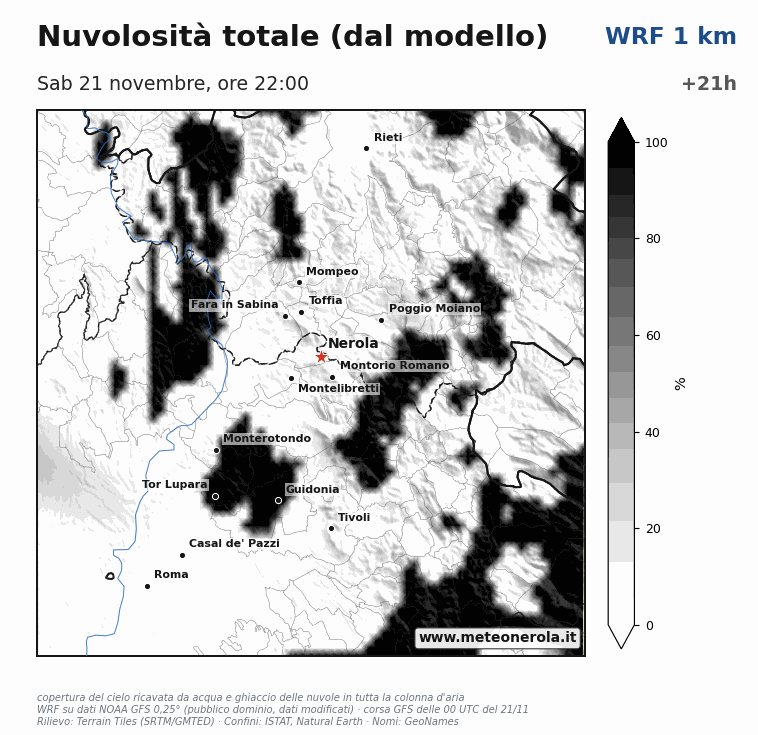 Nuvolosità totale (dal modello)
WRF 1 km
Sab 21 novembre, ore 22:00
+21h
Rieti
Mompeo
Toffia
Fara in Sabina
Poggio Moiano
Nerola
Montorio Romano
Montelibretti
Monterotondo
Tor Lupara
Guidonia
Tivoli
Casal de' Pazzi
Roma
www.meteonerola.it
100
80
60
40
20
0
%
copertura del cielo ricavata da acqua e ghiaccio delle nuvole in tutta la colonna d'aria
WRF su dati NOAA GFS 0,25° (pubblico dominio, dati modificati) · corsa GFS delle 00 UTC del 21/11
Rilievo: Terrain Tiles (SRTM/GMTED) · Confini: ISTAT, Natural Earth · Nomi: GeoNames